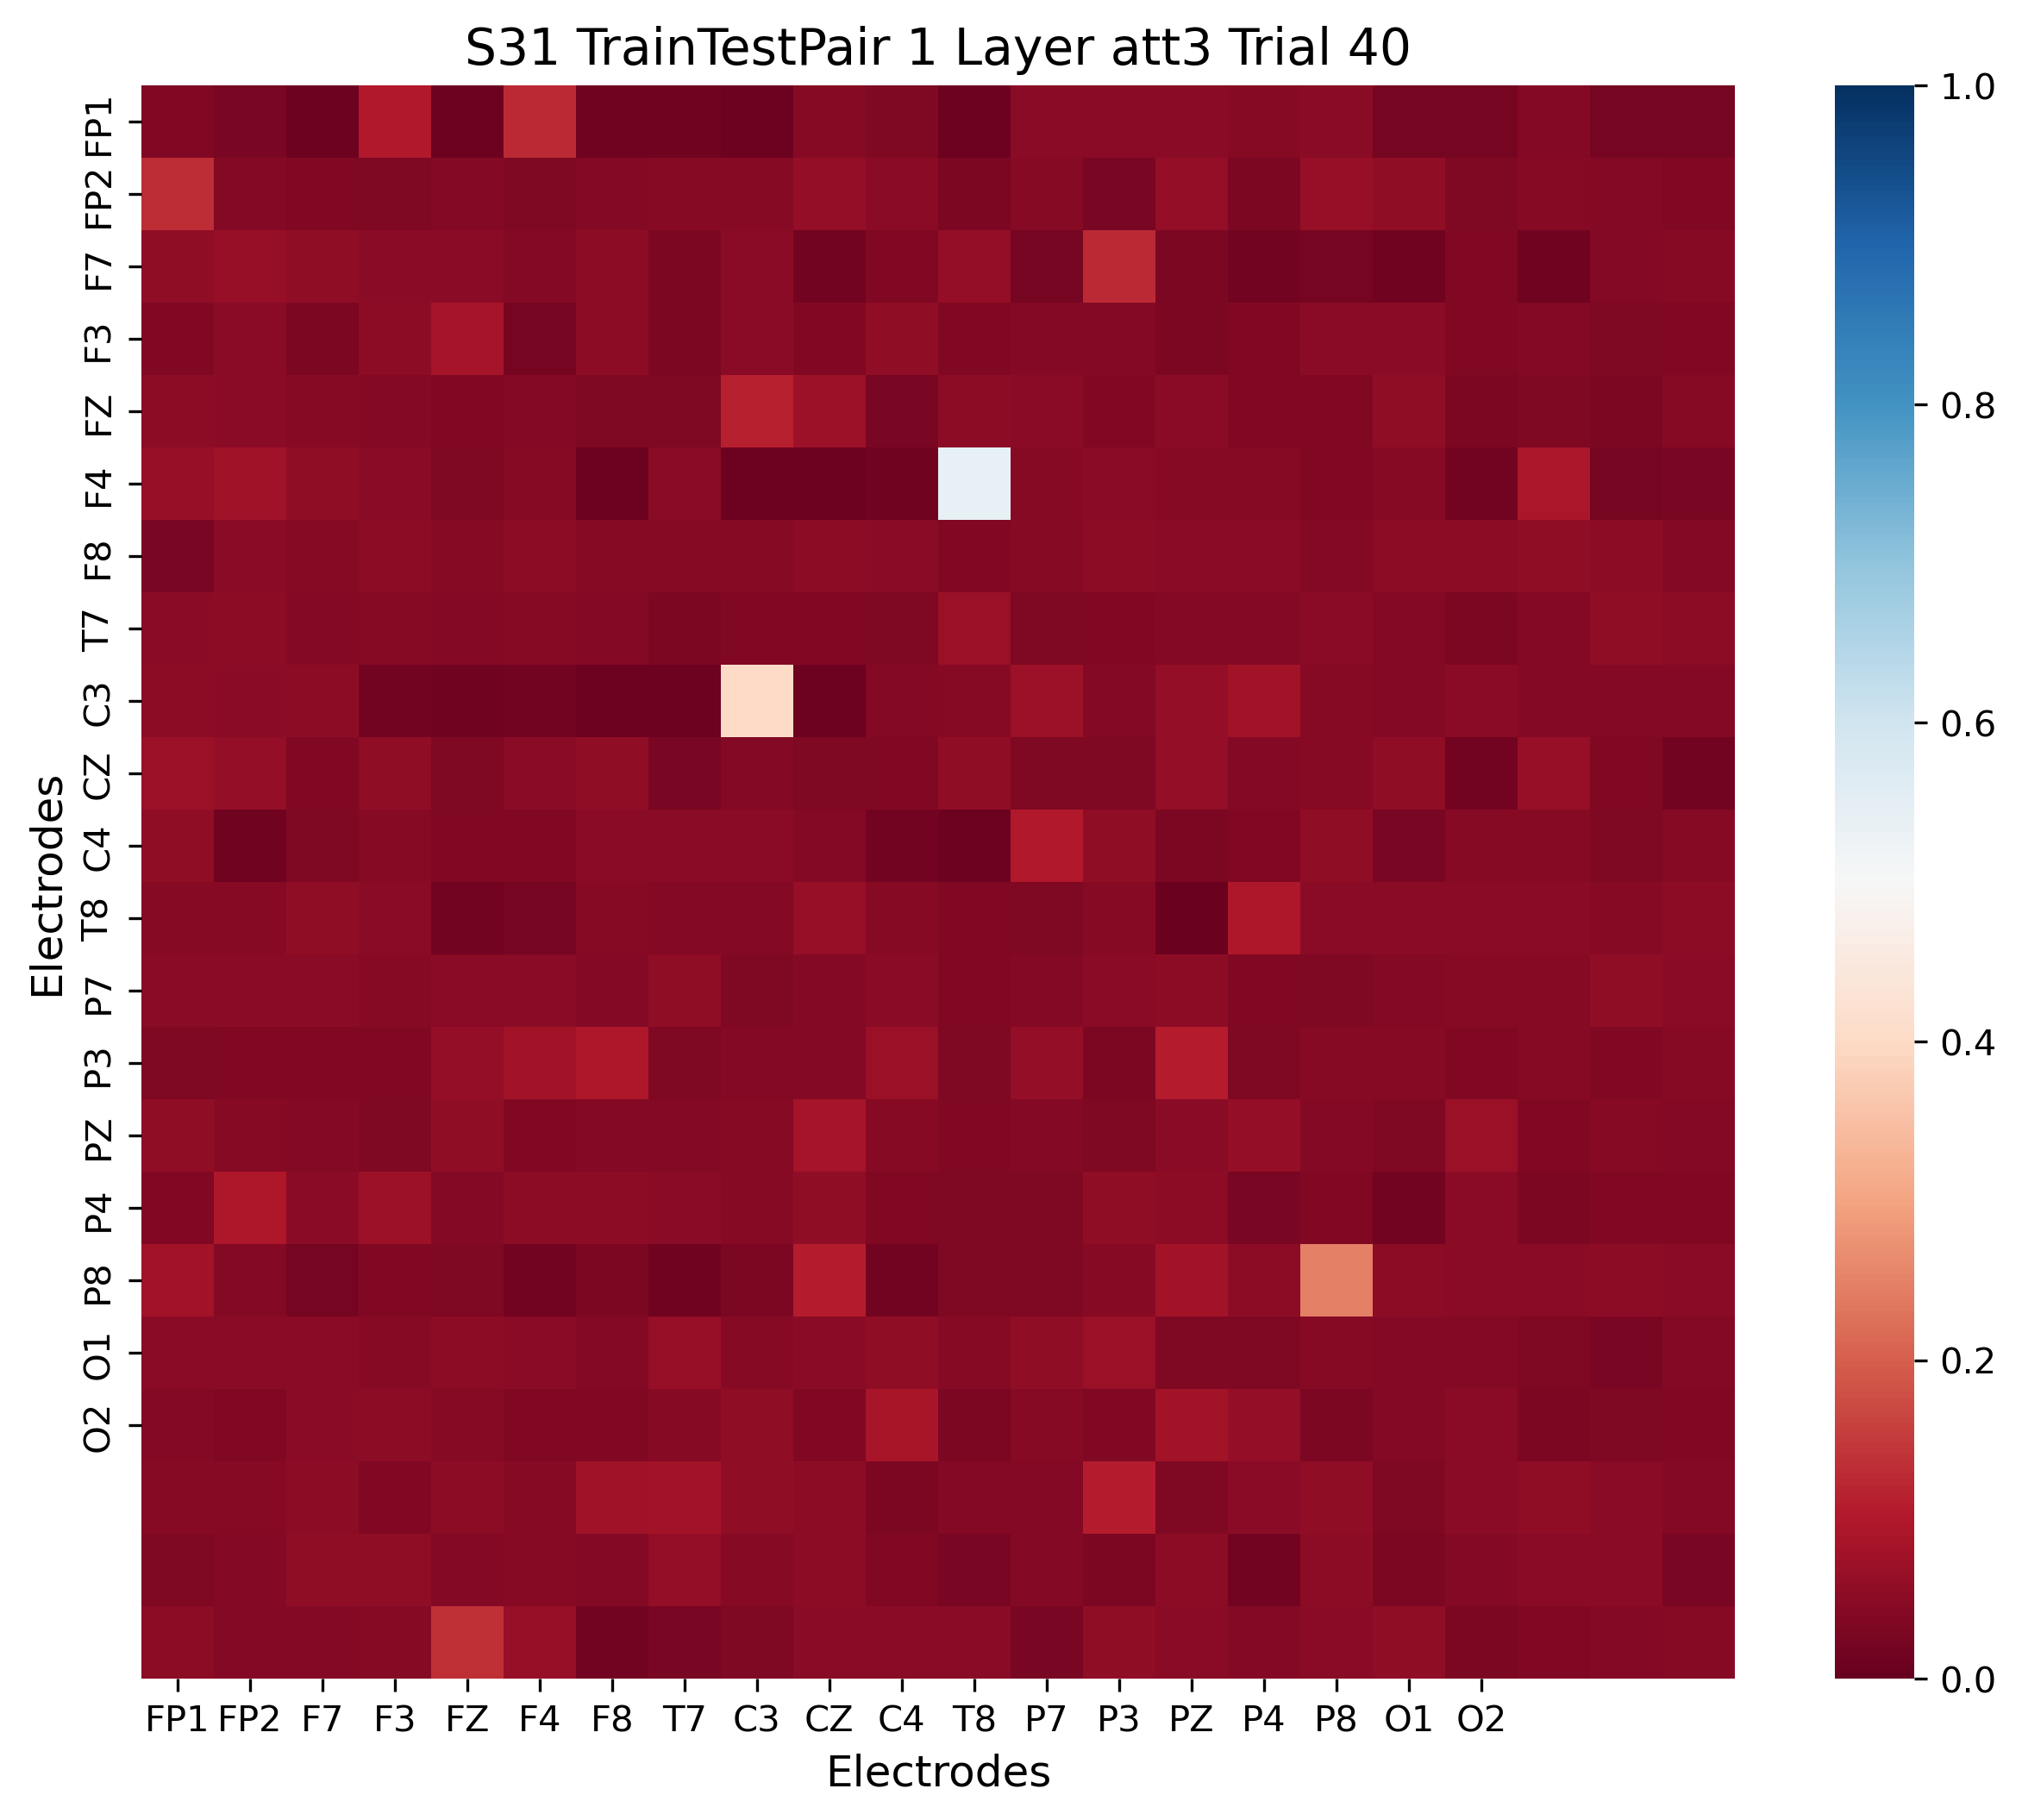 S31 TrainTestPair 1 Layer att3 Trial 40
Electrodes
FP1
FP2
F7
F3
FZ
F4
F8
T7
C3
CZ
C4
T8
P7
P3
PZ
P4
P8
O1
O2
FP1 FP2 F7 F3 FZ F4 F8 T7 C3 CZ C4 T8 P7 P3 PZ P4 P8 O1 O2
Electrodes
1.0
0.8
0.6
0.4
0.2
0.0